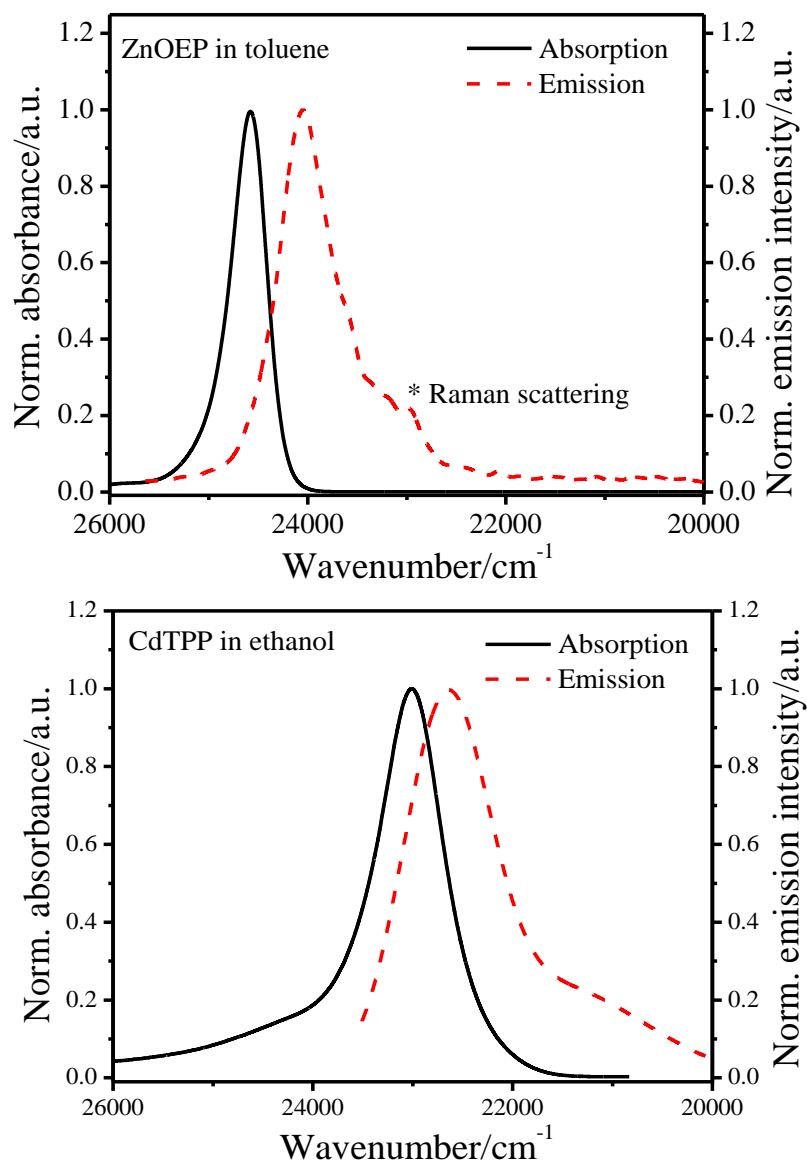 ZnOEP in toluene
Absorption
Emission
* Raman scattering
Norm. absorbance/a.u.
1.2
1.0
0.8
0.6
0.4
0.2
0.0
1.2
1.0
0.8
0.6
0.4
0.2
0.0
Norm. emission intensity/a.u.
26000 24000 22000 20000
Wavenumber/cm⁻¹
CdTPP in ethanol
Absorption
Emission
Norm. absorbance/a.u.
1.2
1.0
0.8
0.6
0.4
0.2
0.0
1.2
1.0
0.8
0.6
0.4
0.2
0.0
Norm. emission intensity/a.u.
26000 24000 22000 20000
Wavenumber/cm⁻¹